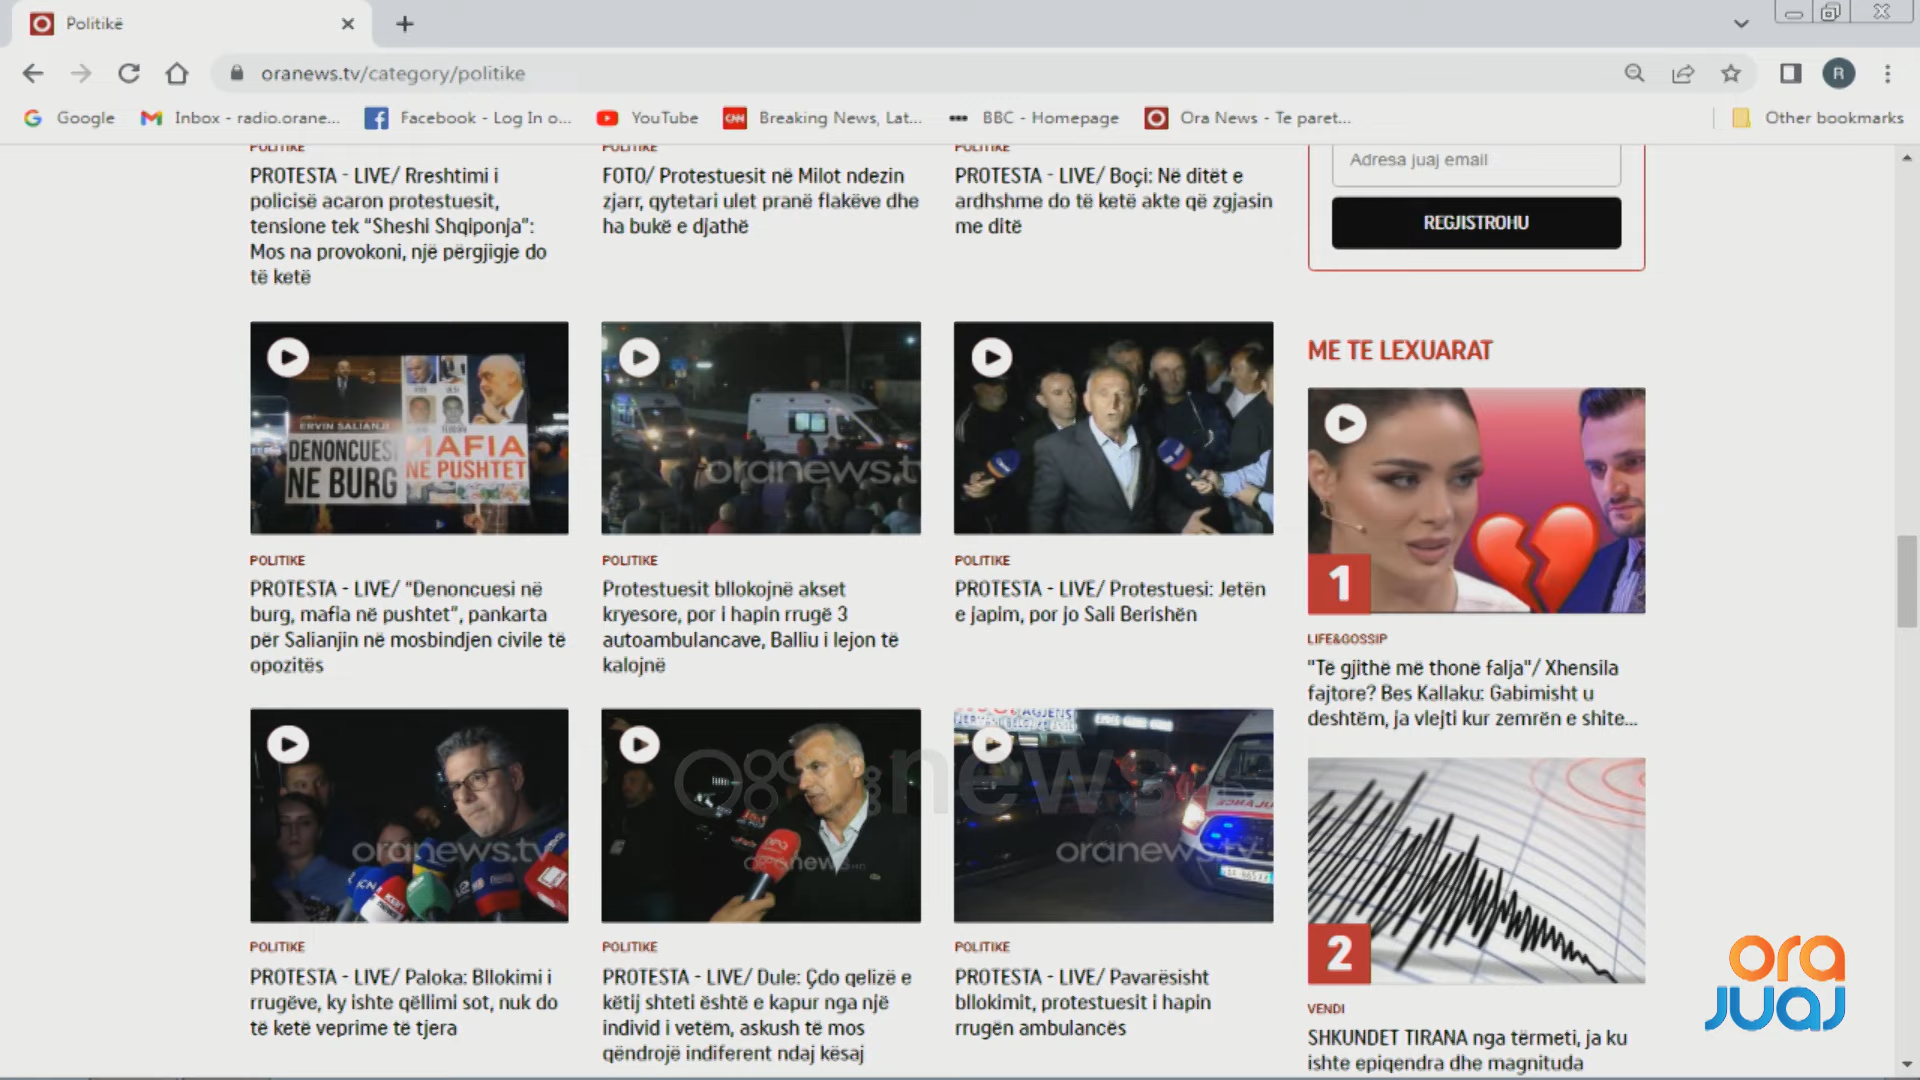 Politikë
oranews.tv/category/politike
R
Google
Inbox - radio.orane...
Facebook - Log In o...
YouTube
CNN
Breaking News, Lat...
BBC - Homepage
Ora News - Te paret...
Other bookmarks
POLITIKE
POLITIKE
POLITIKE
PROTESTA - LIVE/ Rreshtimi i
policisë acaron protestuesit,
tensione tek “Sheshi Shqiponja”:
Mos na provokoni, një përgjigje do
të ketë
FOTO/ Protestuesit në Milot ndezin
zjarr, qytetari ulet pranë flakëve dhe
ha bukë e djathë
PROTESTA - LIVE/ Boçi: Në ditët e
ardhshme do të ketë akte që zgjasin
me ditë
Adresa juaj email
REGJISTROHU
ERVIN SALIANJI
DENONCUESI
NE BURG
MAFIA
NE PUSHTET
oranews.tv
POLITIKE
PROTESTA - LIVE/ “Denoncuesi në
burg, mafia në pushtet”, pankarta
për Salianjin në mosbindjen civile të
opozitës
POLITIKE
Protestuesit bllokojnë akset
kryesore, por i hapin rrugë 3
autoambulancave, Balliu i lejon të
kalojnë
POLITIKE
PROTESTA - LIVE/ Protestuesi: Jetën
e japim, por jo Sali Berishën
ME TE LEXUARAT
1
LIFE&GOSSIP
"Të gjithë më thonë falja"/ Xhensila
fajtore? Bes Kallaku: Gabimisht u
deshtëm, ja vlejti kur zemrën e shite...
oranews.tv
oranews
oranews.tv
POLITIKE
PROTESTA - LIVE/ Paloka: Bllokimi i
rrugëve, ky ishte qëllimi sot, nuk do
të ketë veprime të tjera
POLITIKE
PROTESTA - LIVE/ Dule: Çdo qelizë e
këtij shteti është e kapur nga një
individ i vetëm, askush të mos
qëndrojë indiferent ndaj kësaj
POLITIKE
PROTESTA - LIVE/ Pavarësisht
bllokimit, protestuesit i hapin
rrugën ambulancës
2
VENDI
SHKUNDET TIRANA nga tërmeti, ja ku
ishte epiqendra dhe magnituda
ora
JUAJ